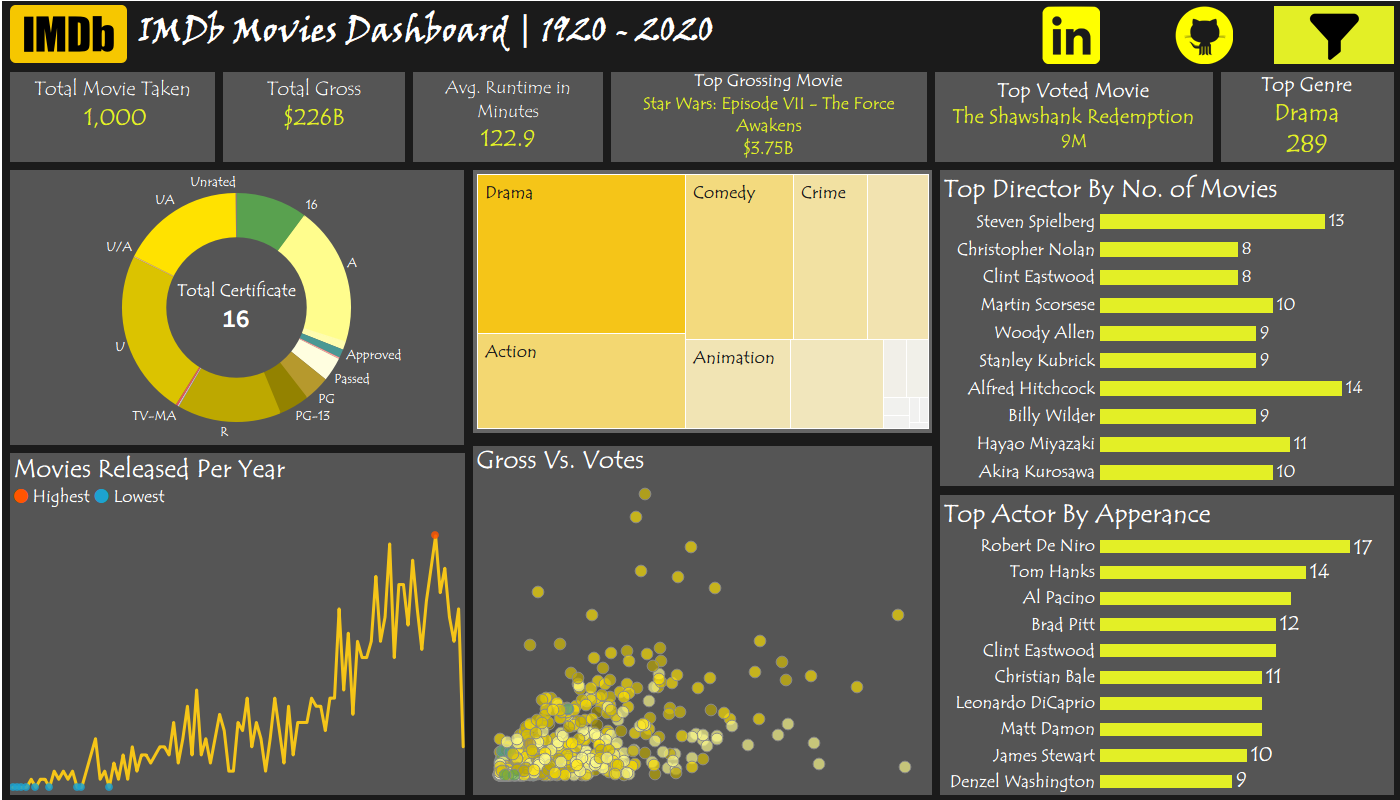 IMDb
IMDb Movies Dashboard | 1920 - 2020
in
Total Movie Taken
1,000
Total Gross
$226B
Avg. Runtime in
Minutes
122.9
Top Grossing Movie
Star Wars: Episode VII - The Force
Awakens
$3.75B
Top Voted Movie
The Shawshank Redemption
9M
Top Genre
Drama
289
Unrated
16
A
Approved
Passed
PG
PG-13
R
TV-MA
U
U/A
UA
Total Certificate
16
Drama
Comedy
Crime
Action
Animation
Top Director By No. of Movies
Steven Spielberg 13
Christopher Nolan 8
Clint Eastwood 8
Martin Scorsese 10
Woody Allen 9
Stanley Kubrick 9
Alfred Hitchcock 14
Billy Wilder 9
Hayao Miyazaki 11
Akira Kurosawa 10
Movies Released Per Year
Highest Lowest
Gross Vs. Votes
Top Actor By Apperance
Robert De Niro 17
Tom Hanks 14
Al Pacino
Brad Pitt 12
Clint Eastwood
Christian Bale 11
Leonardo DiCaprio
Matt Damon
James Stewart 10
Denzel Washington 9